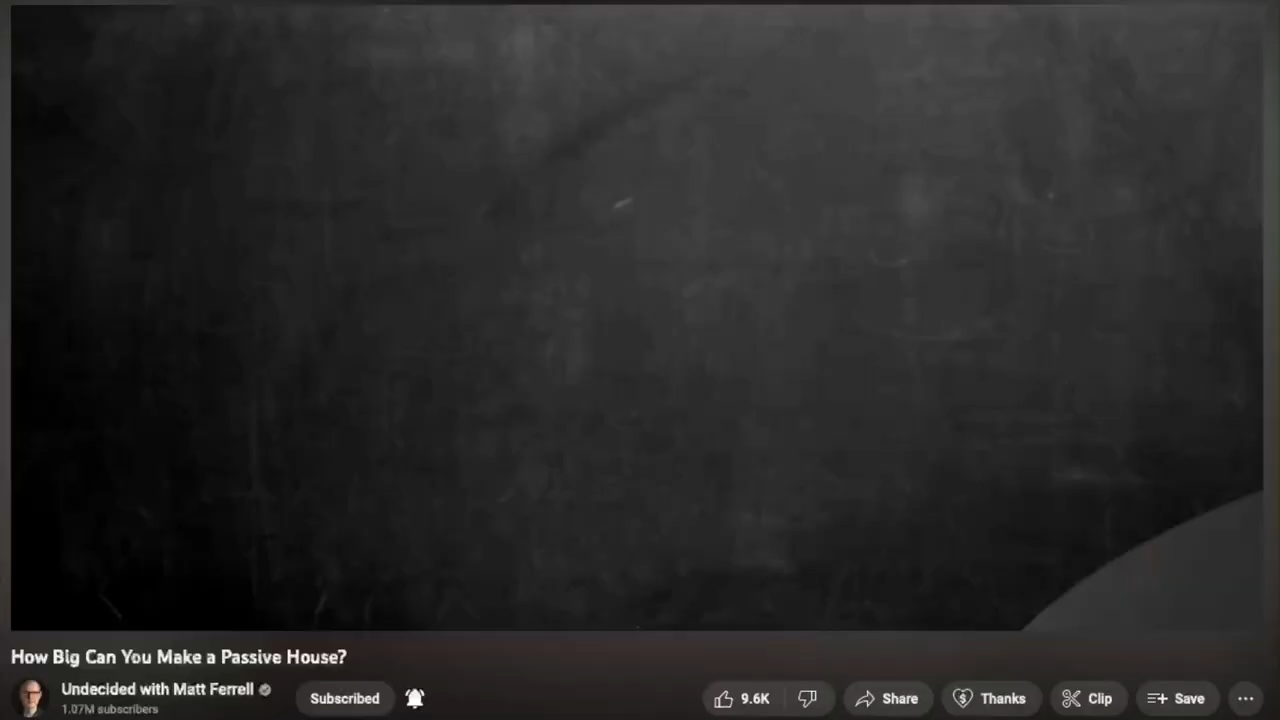 How Big Can You Make a Passive House?
Undecided with Matt Ferrell
1.07M subscribers
Subscribed
9.6K
Share
Thanks
Clip
Save